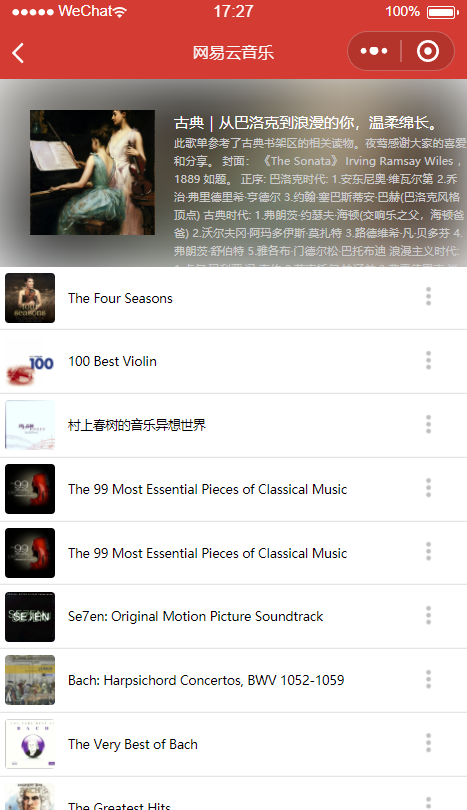 WeChat 17:27 100%
网易云音乐
古典 | 从巴洛克到浪漫的你，温柔绵长。
此歌单参考了古典书架区的相关读物。夜莺感谢大家的喜爱
和分享。 封面： 《The Sonata》 Irving Ramsay Wiles ,
1889 如题。 正序: 巴洛克时代: 1.安东尼奥·维瓦尔第 2.乔
治·弗里德里希·亨德尔 3.约翰·塞巴斯蒂安·巴赫(巴洛克风格
顶点) 古典时代: 1.弗朗茨·约瑟夫·海顿(交响乐之父，海顿爸
爸) 2.沃尔夫冈·阿玛多伊斯·莫扎特 3.路德维希·凡·贝多芬 4.
弗朗茨·舒伯特 5.雅各布·门德尔松·巴托布迪 浪漫主义时代:
The Four Seasons
100
100 Best Violin
村上春树的音乐异想世界
99
The 99 Most Essential Pieces of Classical Music
99
The 99 Most Essential Pieces of Classical Music
SE7EN
Se7en: Original Motion Picture Soundtrack
Bach: Harpsichord Concertos, BWV 1052-1059
BACH
The Very Best of Bach
The Greatest Hits